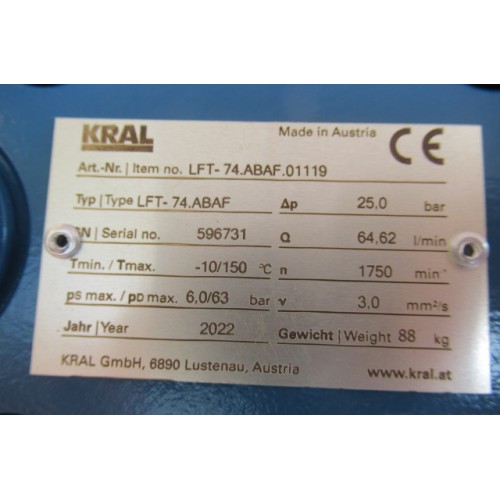 KRAL Made in Austria CE
Art.-Nr. | Item no. LFT- 74.ABAF.01119
Typ | Type LFT- 74.ABAF Δp 25,0 bar
SN | Serial no. 596731 Q 64,62 l/min
Tmin. / Tmax. -10/150 °C n 1750 min⁻
ps max. / pD max. 6,0/63 bar ν 3,0 mm²/s
Jahr | Year 2022 Gewicht | Weight 88 kg
KRAL GmbH, 6890 Lustenau, Austria www.kral.at